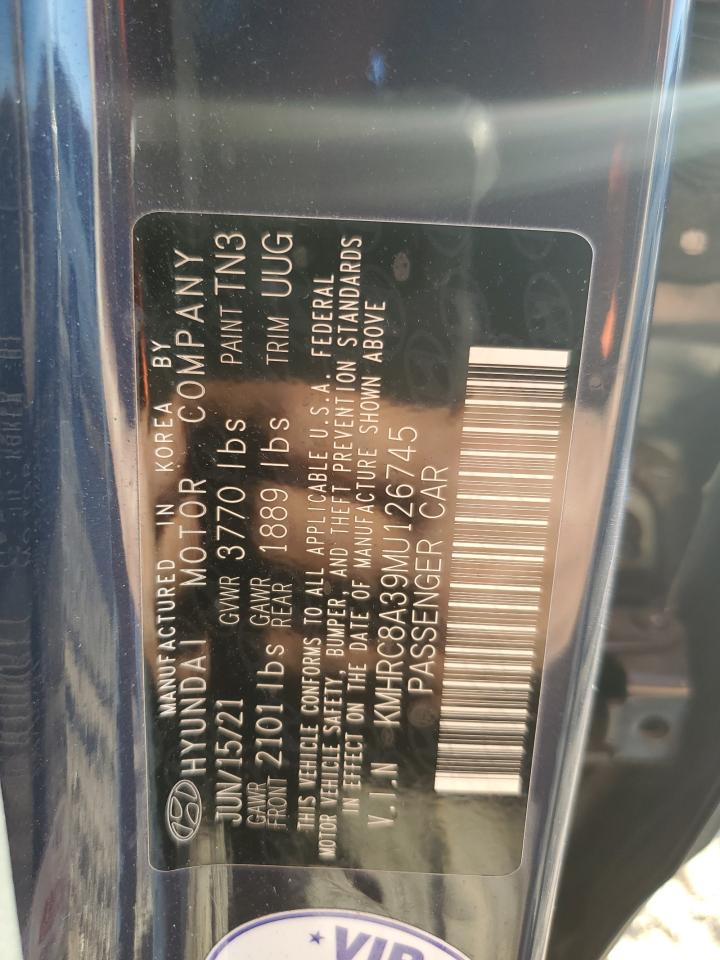 MANUFACTURED IN KOREA BY
HYUNDAI MOTOR COMPANY
JUN/15/21 GVWR 3770 lbs PAINT TN3
GAWR FRONT 2101 lbs GAWR REAR 1889 lbs TRIM UUG
THIS VEHICLE CONFORMS TO ALL APPLICABLE U.S.A. FEDERAL
MOTOR VEHICLE SAFETY, BUMPER, AND THEFT PREVENTION STANDARDS
IN EFFECT ON THE DATE OF MANUFACTURE SHOWN ABOVE
V.I.N KMHRC8A39MU126745
PASSENGER CAR
VIP